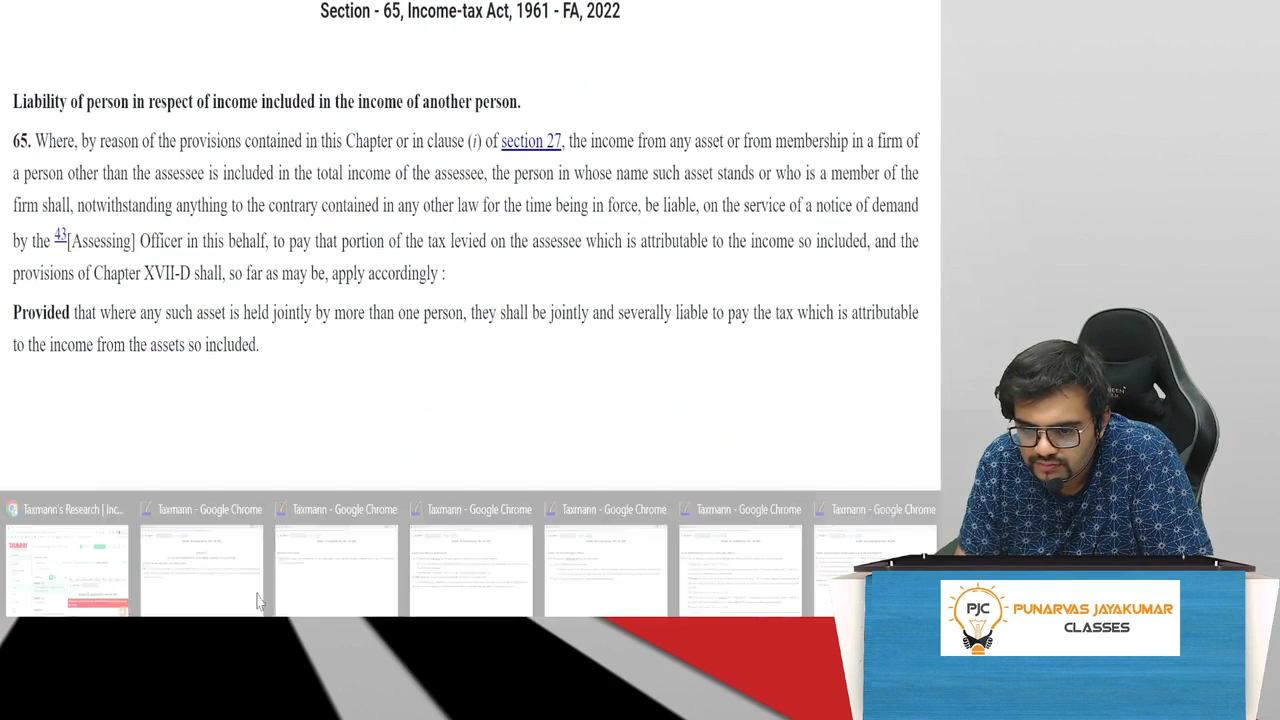 Section - 65, Income-tax Act, 1961 - FA, 2022
Liability of person in respect of income included in the income of another person.
65. Where, by reason of the provisions contained in this Chapter or in clause (i) of section 27, the income from any asset or from membership in a firm of
a person other than the assessee is included in the total income of the assessee, the person in whose name such asset stands or who is a member of the
firm shall, notwithstanding anything to the contrary contained in any other law for the time being in force, be liable, on the service of a notice of demand
by the 43[Assessing] Officer in this behalf, to pay that portion of the tax levied on the assessee which is attributable to the income so included, and the
provisions of Chapter XVII-D shall, so far as may be, apply accordingly :
Provided that where any such asset is held jointly by more than one person, they shall be jointly and severally liable to pay the tax which is attributable
to the income from the assets so included.
Taxmann's Research | Inc... Taxmann - Google Chrome Taxmann - Google Chrome Taxmann - Google Chrome Taxmann - Google Chrome Taxmann - Google Chrome Taxmann - Google Chrome
PJC PUNARVAS JAYAKUMAR
CLASSES